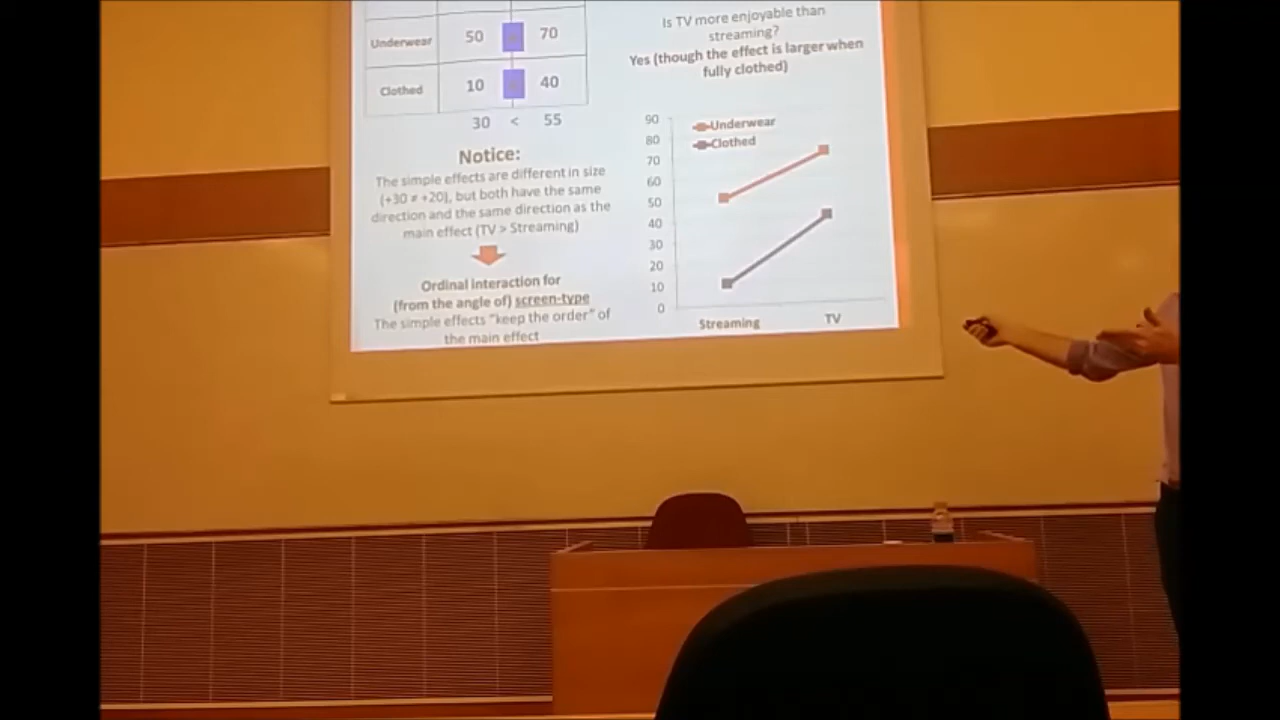 Underwear 50 70
Clothed 10 40
30 < 55
Notice:
The simple effects are different in size
(+30 ≠ +20), but both have the same
direction and the same direction as the
main effect (TV > Streaming)
Ordinal interaction for
(from the angle of) screen-type
The simple effects "keep the order" of
the main effect
Is TV more enjoyable than
streaming?
Yes (though the effect is larger when
fully clothed)
90
80
70
60
50
40
30
20
10
0
Underwear
Clothed
Streaming TV